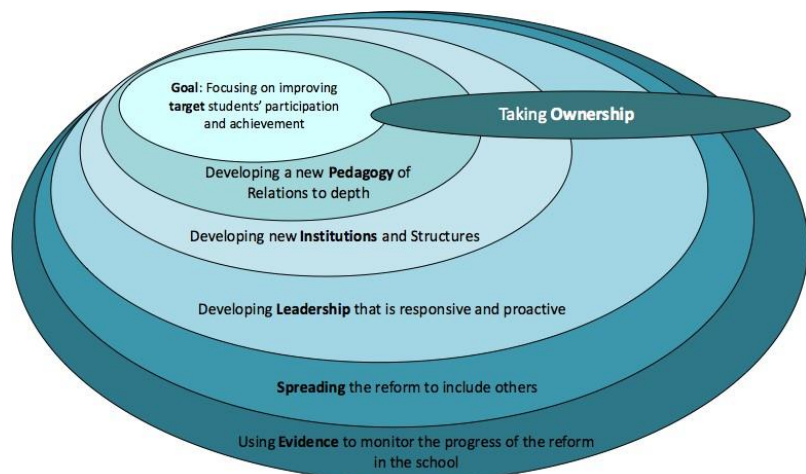 Goal: Focusing on improving
target students’ participation
and achievement
Taking Ownership
Developing a new Pedagogy of
Relations to depth
Developing new Institutions and Structures
Developing Leadership that is responsive and proactive
Spreading the reform to include others
Using Evidence to monitor the progress of the reform
in the school